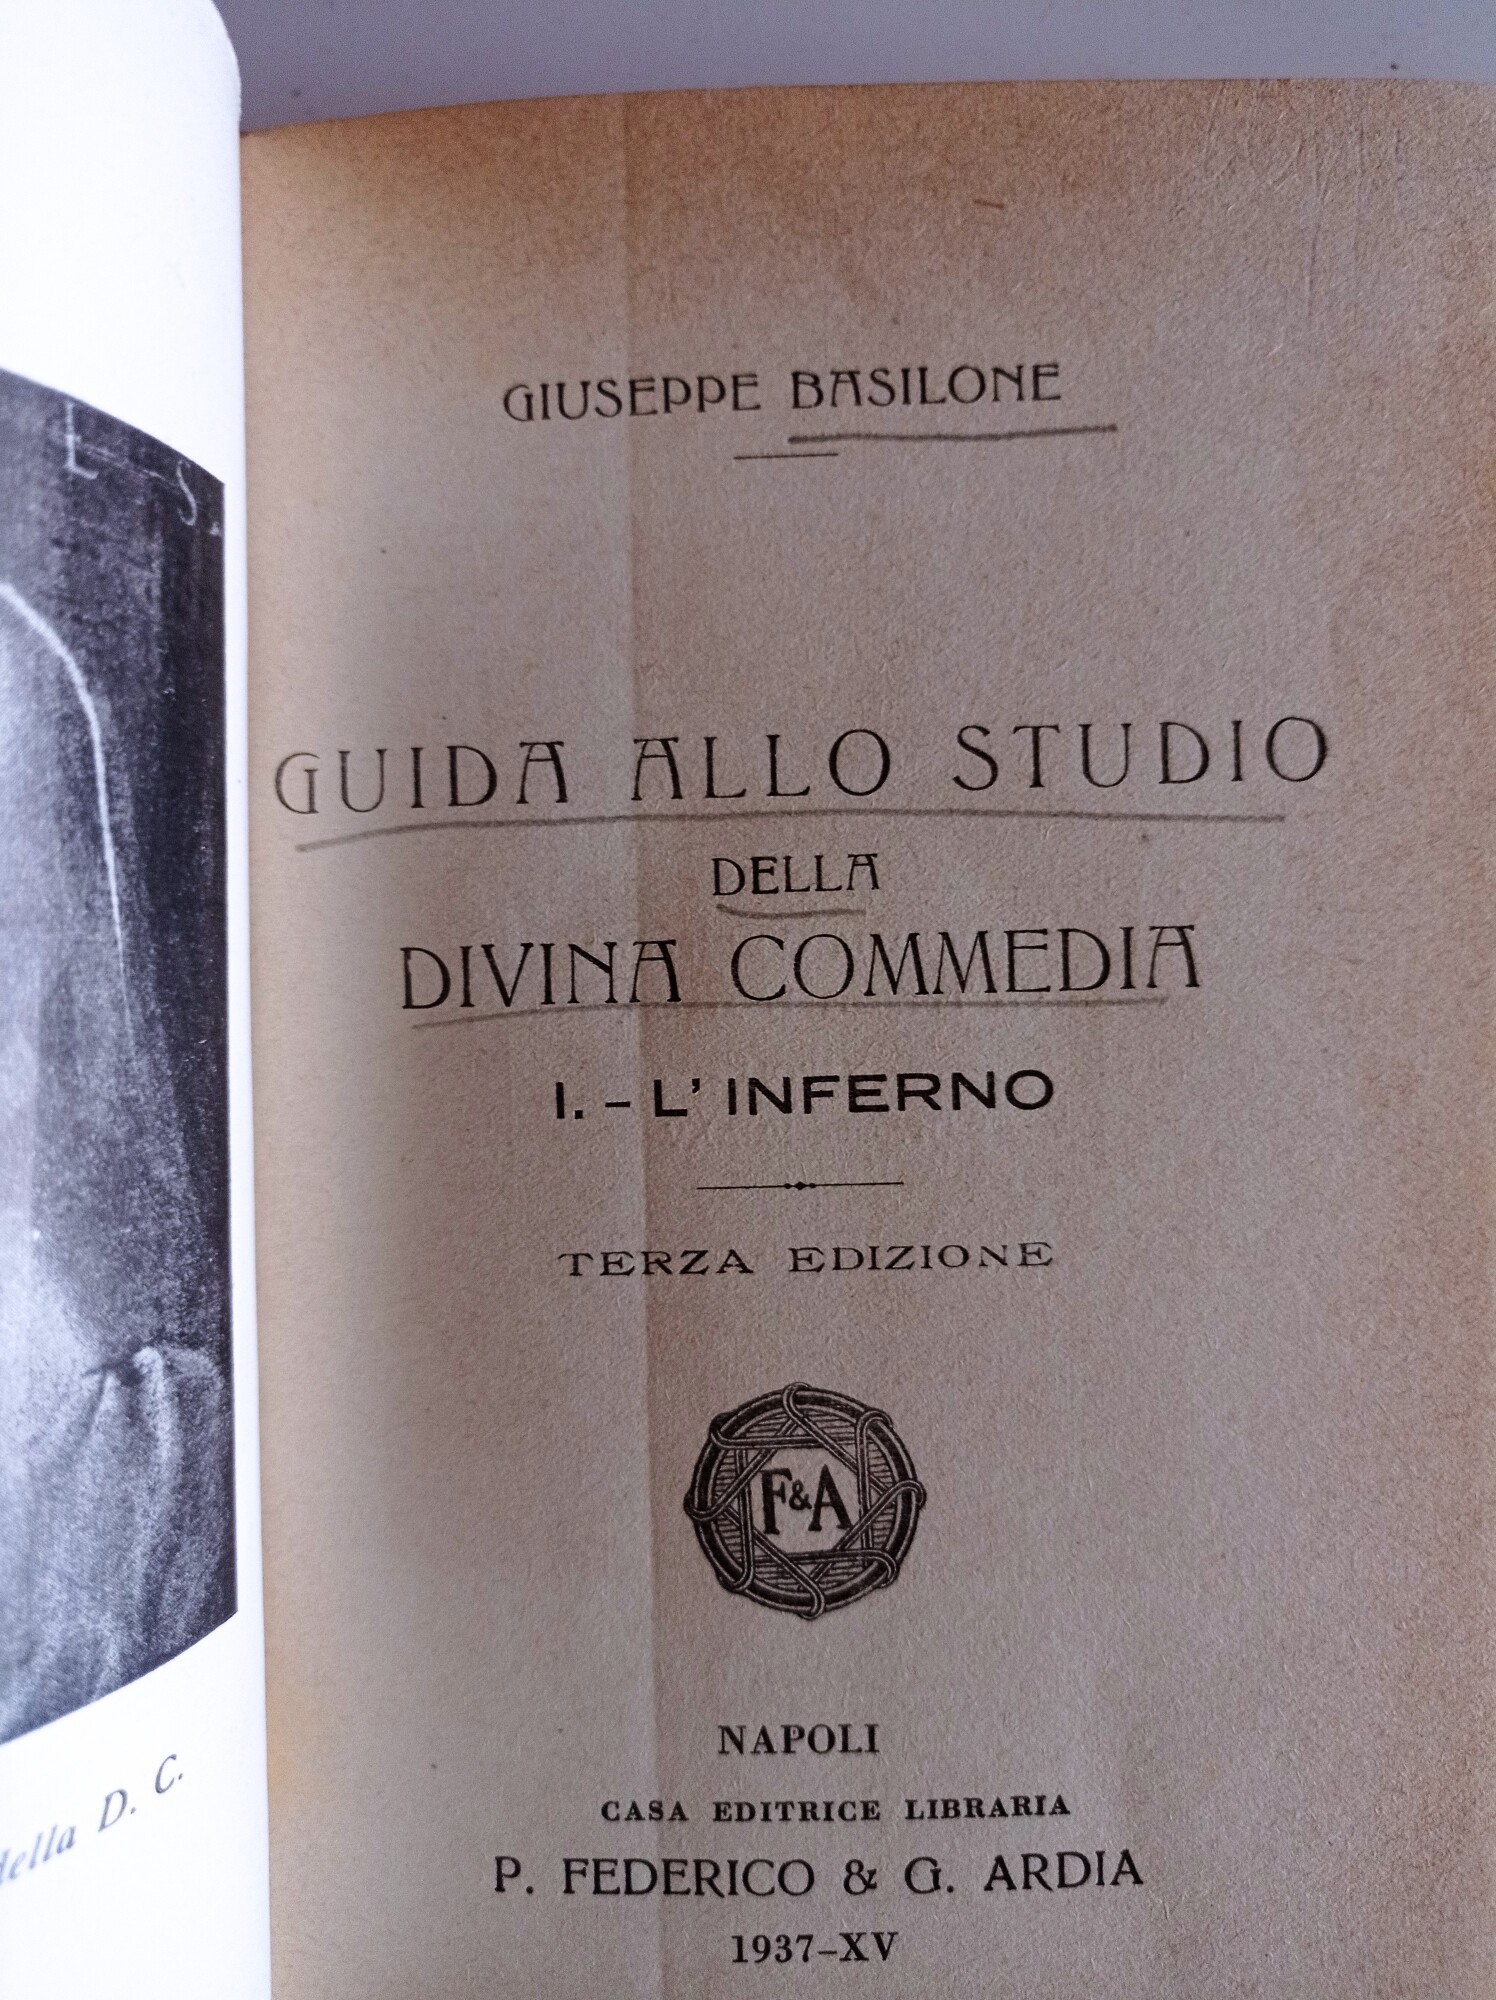 E S.
della D. C.
GIUSEPPE BASILONE
GUIDA ALLO STUDIO
DELLA
DIVINA COMMEDIA
I. - L' INFERNO
TERZA EDIZIONE
F&A
NAPOLI
CASA EDITRICE LIBRARIA
P. FEDERICO & G. ARDIA
1937-XV